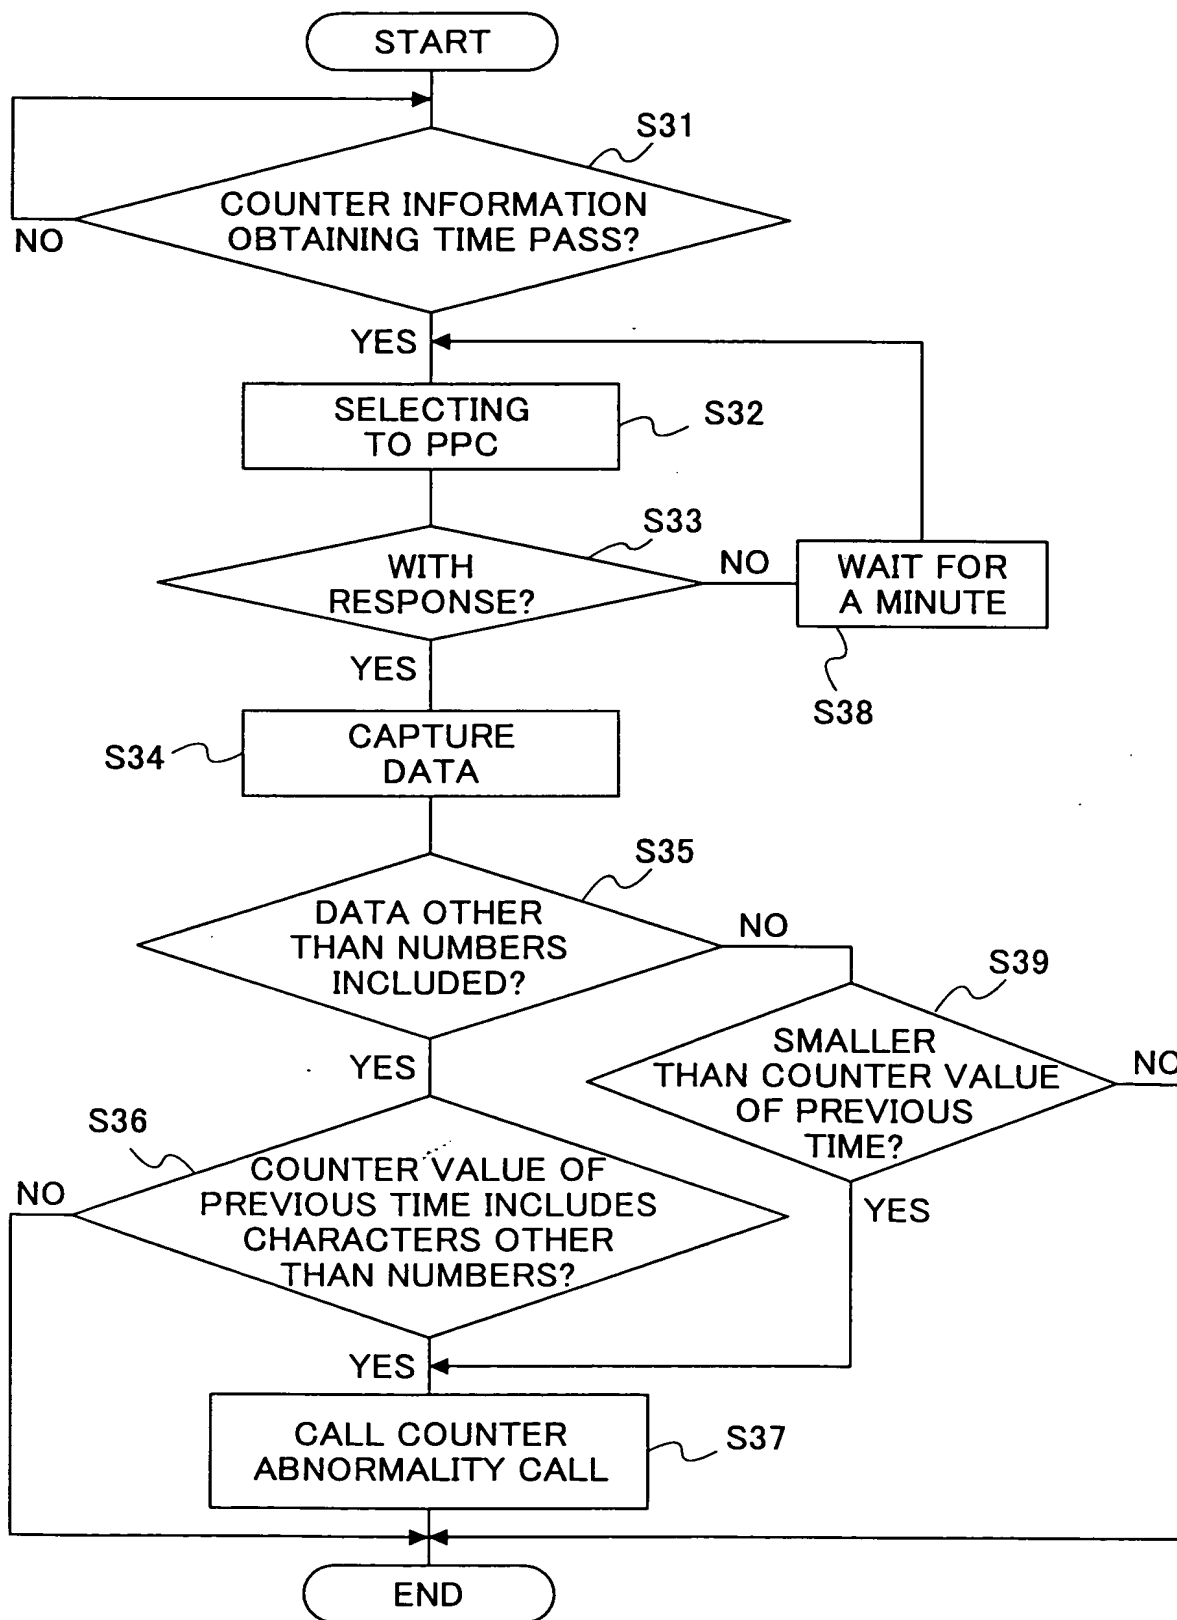 START
S31
COUNTER INFORMATION
OBTAINING TIME PASS?
NO
YES
SELECTING
TO PPC
S32
S33
WITH
RESPONSE?
NO
WAIT FOR
A MINUTE
YES
S38
S34
CAPTURE
DATA
S35
DATA OTHER
THAN NUMBERS
INCLUDED?
NO
S39
YES
SMALLER
THAN COUNTER VALUE
OF PREVIOUS
TIME?
NO
S36
COUNTER VALUE OF
PREVIOUS TIME INCLUDES
CHARACTERS OTHER
THAN NUMBERS?
NO
YES
YES
CALL COUNTER
ABNORMALITY CALL
S37
END